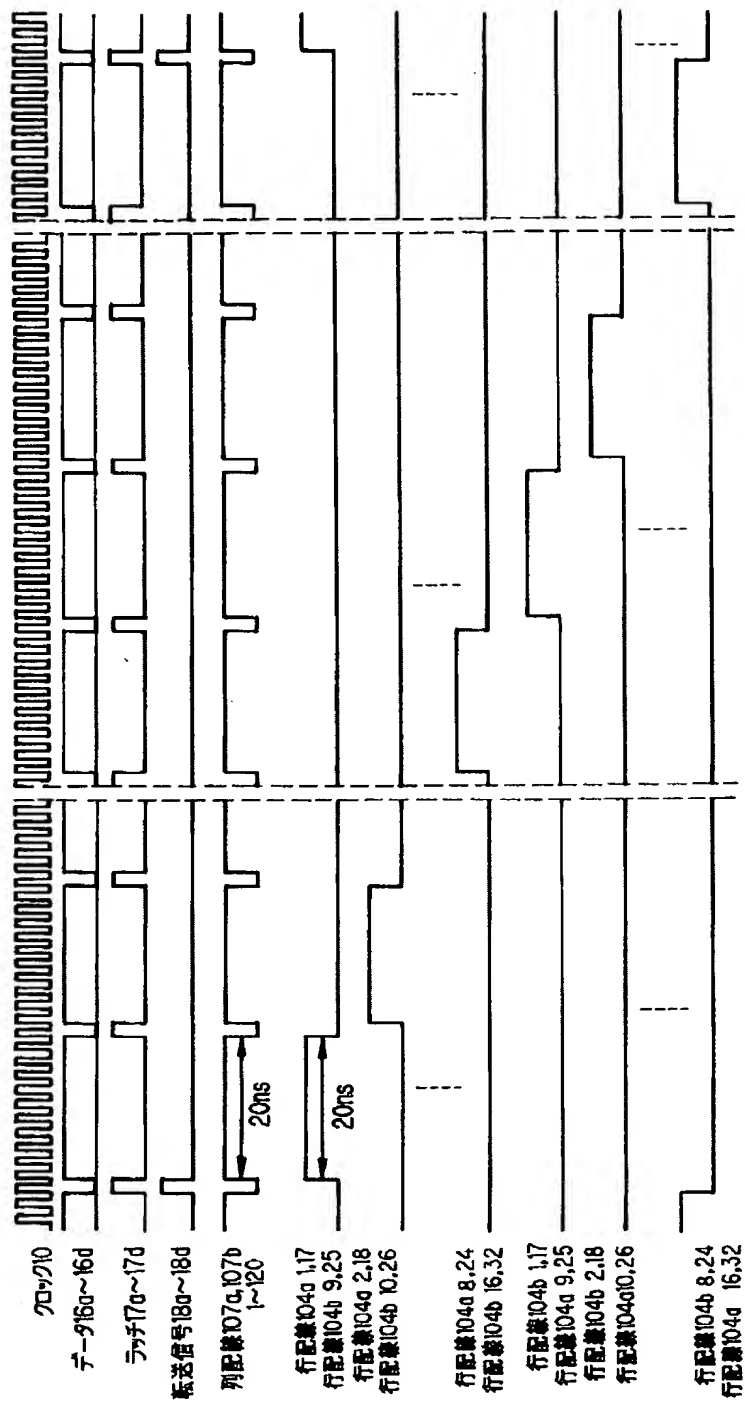 クロック10
データ16a~16d
ラッチ17a~17d
転送信号18a~18d
列配線107a,107b
1~120
行配線104a 1,17
行配線104b 9,25
行配線104a 2,18
行配線104b 10,26
行配線104a 8,24
行配線104b 16,32
行配線104b 1,17
行配線104a 9,25
行配線104b 2,18
行配線104a10,26
行配線104b 8,24
行配線104a 16,32
20ns
20ns